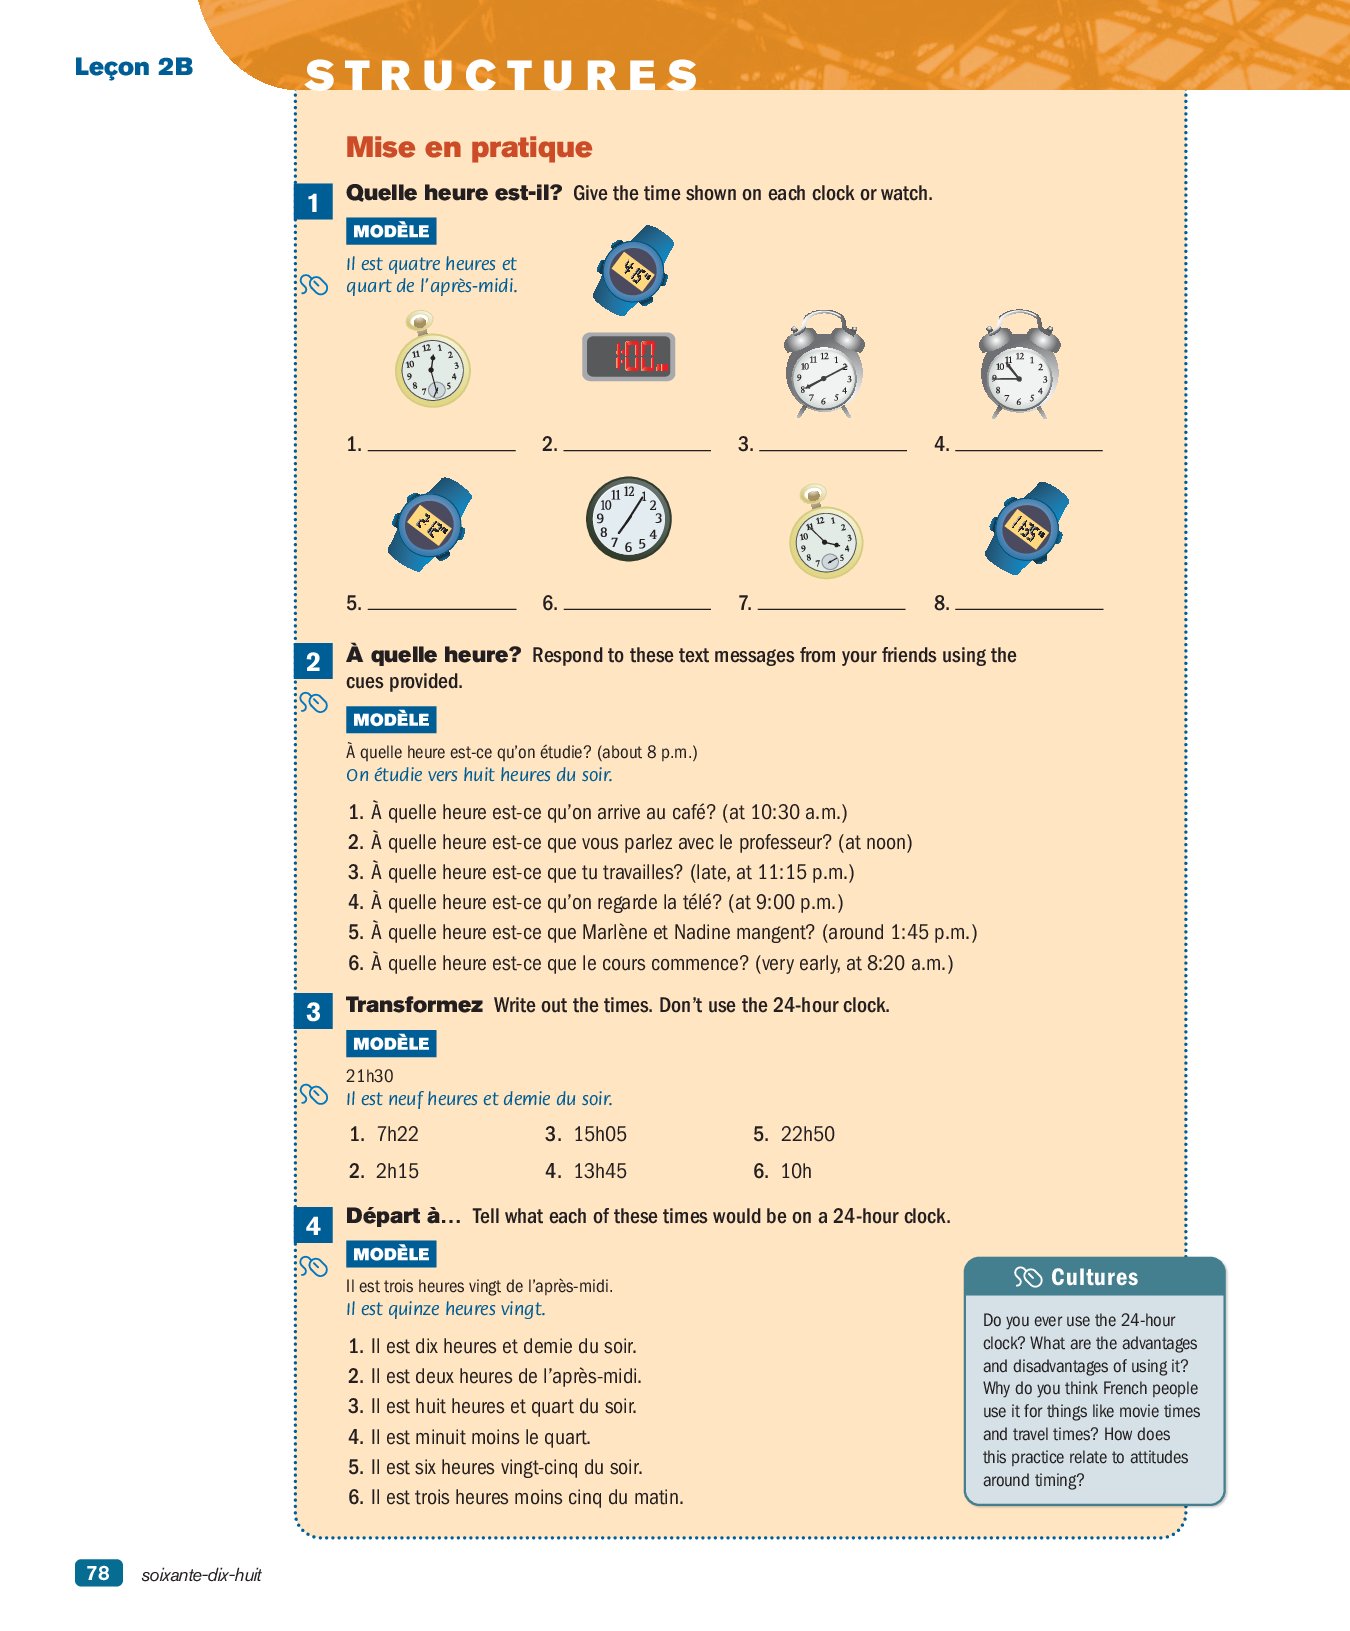 Leçon 2B
STRUCTURES
Mise en pratique
1 Quelle heure est-il? Give the time shown on each clock or watch.
MODÈLE
Il est quatre heures et
quart de l'après-midi.
4:15
1:00
1. 2. 3. 4.
2:12
11:35
5. 6. 7. 8.
2 À quelle heure? Respond to these text messages from your friends using the
cues provided.
MODÈLE
À quelle heure est-ce qu'on étudie? (about 8 p.m.)
On étudie vers huit heures du soir.
1. À quelle heure est-ce qu'on arrive au café? (at 10:30 a.m.)
2. À quelle heure est-ce que vous parlez avec le professeur? (at noon)
3. À quelle heure est-ce que tu travailles? (late, at 11:15 p.m.)
4. À quelle heure est-ce qu'on regarde la télé? (at 9:00 p.m.)
5. À quelle heure est-ce que Marlène et Nadine mangent? (around 1:45 p.m.)
6. À quelle heure est-ce que le cours commence? (very early, at 8:20 a.m.)
3 Transformez Write out the times. Don't use the 24-hour clock.
MODÈLE
21h30
Il est neuf heures et demie du soir.
1. 7h22 3. 15h05 5. 22h50
2. 2h15 4. 13h45 6. 10h
4 Départ à... Tell what each of these times would be on a 24-hour clock.
MODÈLE
Il est trois heures vingt de l'après-midi.
Il est quinze heures vingt.
1. Il est dix heures et demie du soir.
2. Il est deux heures de l'après-midi.
3. Il est huit heures et quart du soir.
4. Il est minuit moins le quart.
5. Il est six heures vingt-cinq du soir.
6. Il est trois heures moins cinq du matin.
Cultures
Do you ever use the 24-hour
clock? What are the advantages
and disadvantages of using it?
Why do you think French people
use it for things like movie times
and travel times? How does
this practice relate to attitudes
around timing?
78 soixante-dix-huit